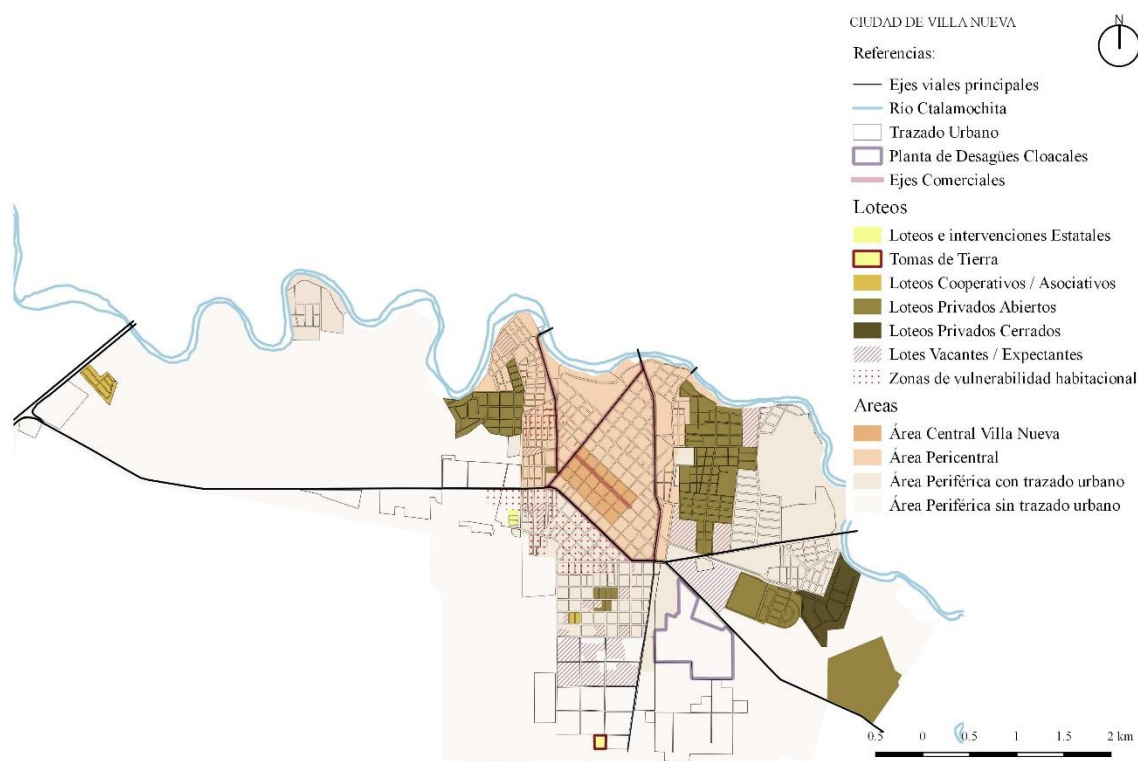 CIUDAD DE VILLA NUEVA
N
Referencias:
Ejes viales principales
Río Ctalamochita
Trazado Urbano
Planta de Desagües Cloacales
Ejes Comerciales
Loteos
Loteos e intervenciones Estatales
Tomas de Tierra
Loteos Cooperativos / Asociativos
Loteos Privados Abiertos
Loteos Privados Cerrados
Lotes Vacantes / Expectantes
Zonas de vulnerabilidad habitacional
Areas
Área Central Villa Nueva
Área Pericentral
Área Periférica con trazado urbano
Área Periférica sin trazado urbano
0.5 0 0.5 1 1.5 2 km